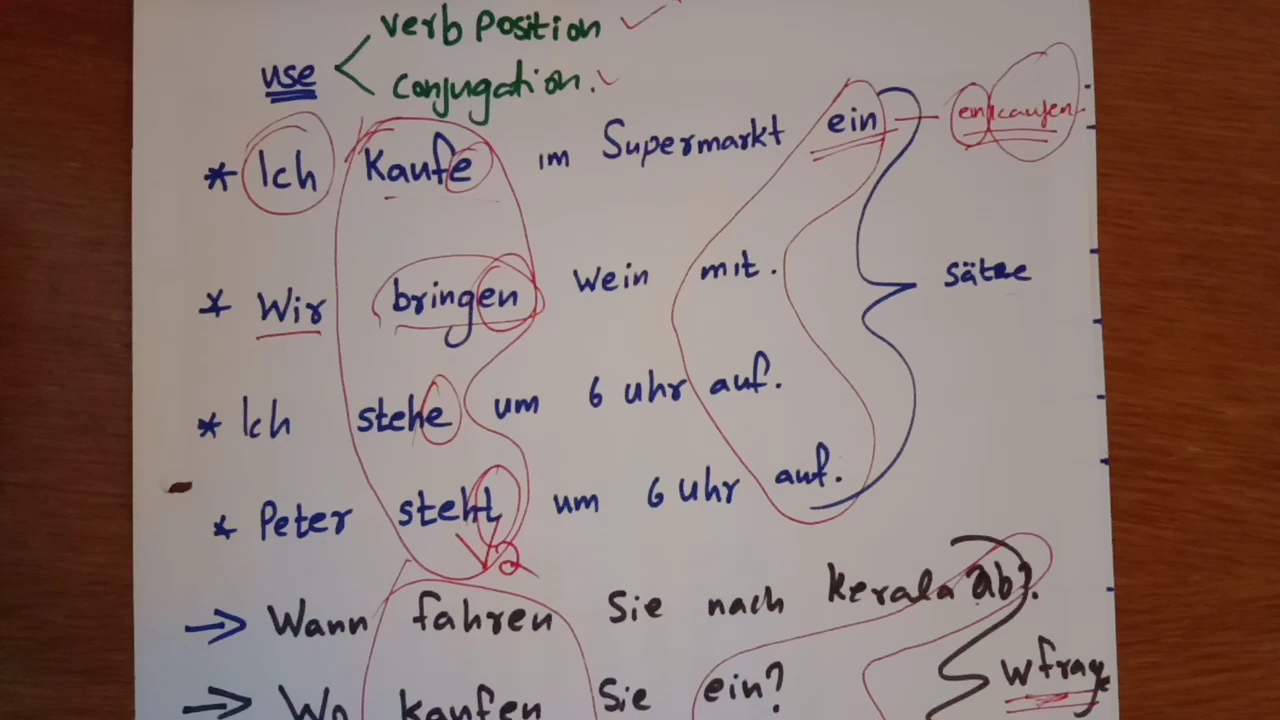 verb Position
use
conjugation.
* Ich Kaufe im Supermarkt ein — einkaufen
* Wir bringen Wein mit.
sätze
* Ich stehe um 6 uhr auf.
* Peter steht um 6 uhr auf.
V2
→ Wann fahren Sie nach Kerala ab?
W frage
→ Wo kaufen Sie ein?